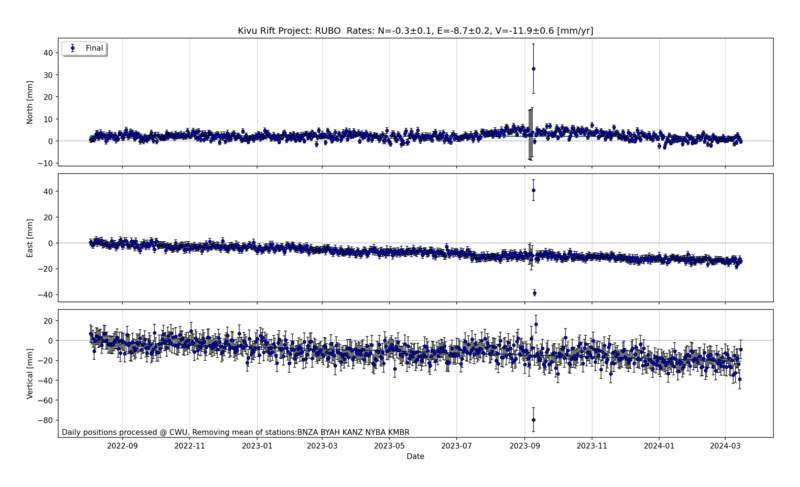 Kivu Rift Project: RUBO  Rates: N=-0.3±0.1, E=-8.7±0.2, V=-11.9±0.6 [mm/yr]
Final
North [mm]
40
30
20
10
0
−10
East [mm]
40
20
0
−20
−40
Vertical [mm]
20
0
−20
−40
−60
−80
Daily positions processed @ CWU. Removing mean of stations:BNZA BYAH KANZ NYBA KMBR
2022-09 2022-11 2023-01 2023-03 2023-05 2023-07 2023-09 2023-11 2024-01 2024-03
Date